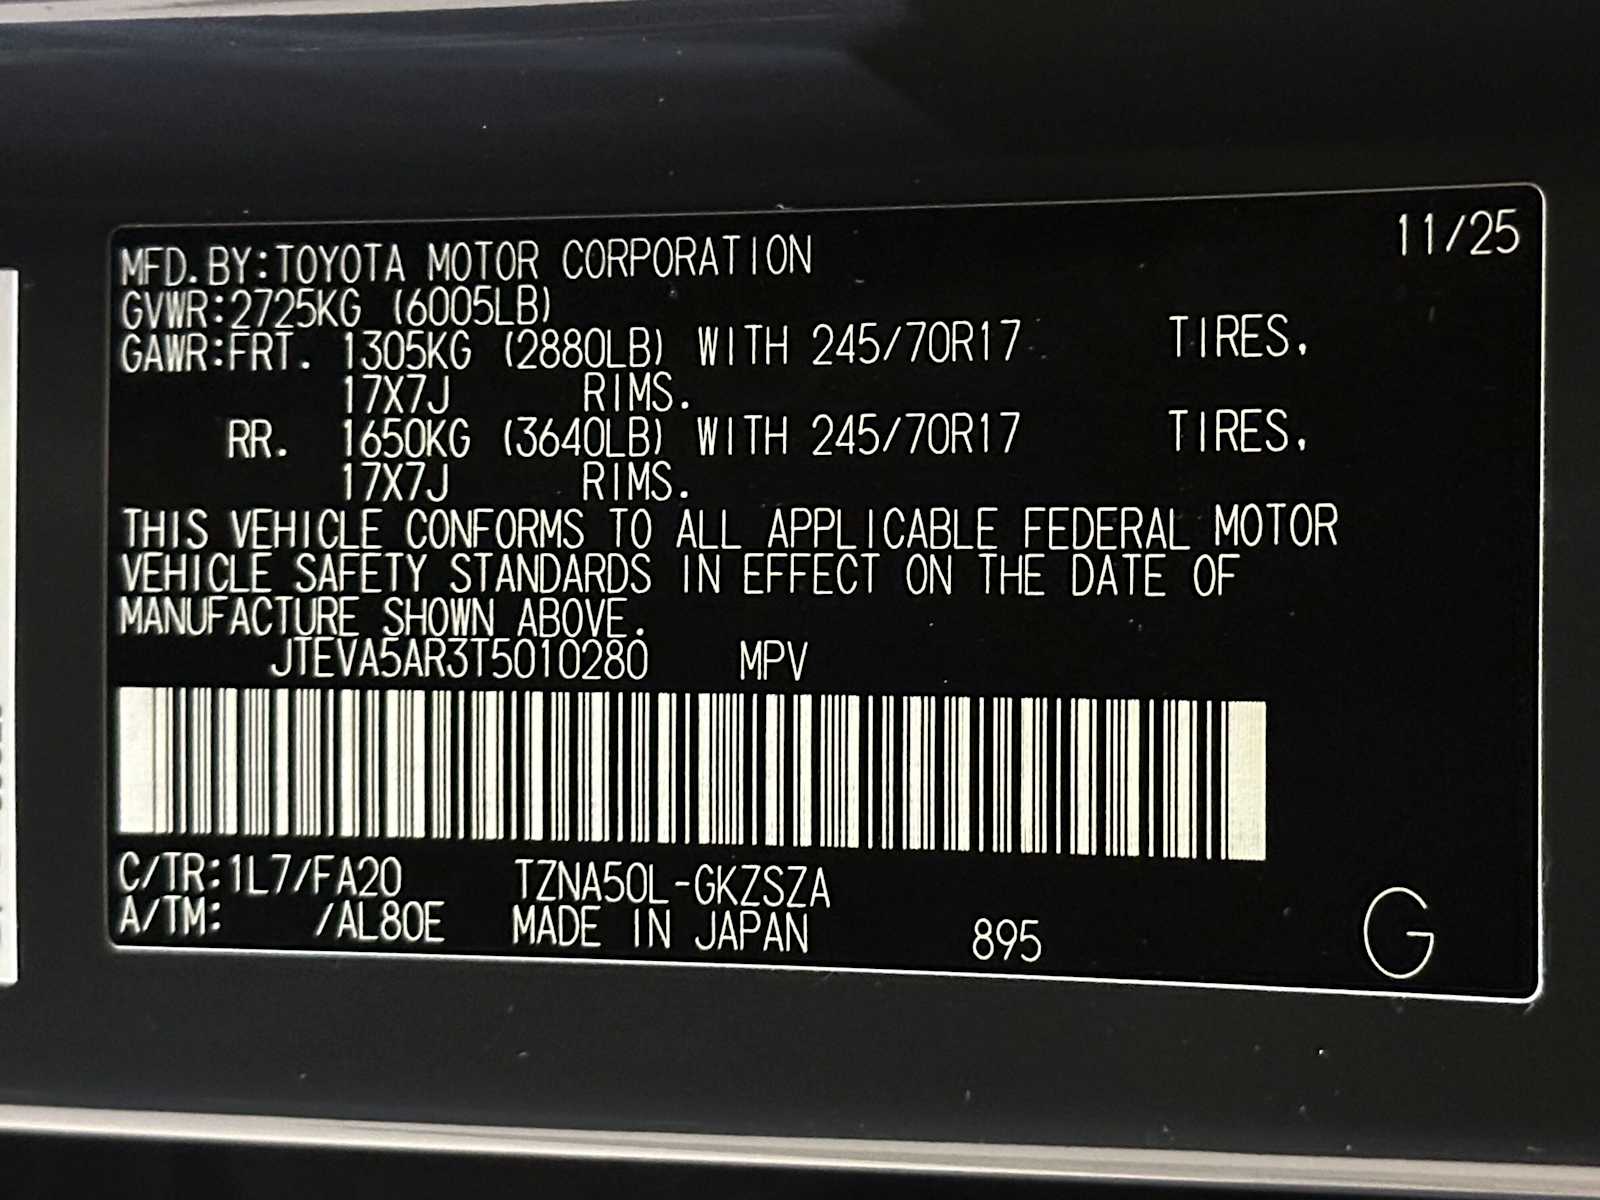 11/25
MFD.BY:TOYOTA MOTOR CORPORATION
GVWR:2725KG (6005LB)
GAWR:FRT. 1305KG (2880LB) WITH 245/70R17 TIRES,
17X7J RIMS.
RR. 1650KG (3640LB) WITH 245/70R17 TIRES,
17X7J RIMS.
THIS VEHICLE CONFORMS TO ALL APPLICABLE FEDERAL MOTOR
VEHICLE SAFETY STANDARDS IN EFFECT ON THE DATE OF
MANUFACTURE SHOWN ABOVE.
JTEVA5AR3T5010280 MPV
C/TR:1L7/FA20 TZNA50L-GKZSZA
A/TM: /AL80E MADE IN JAPAN 895 G